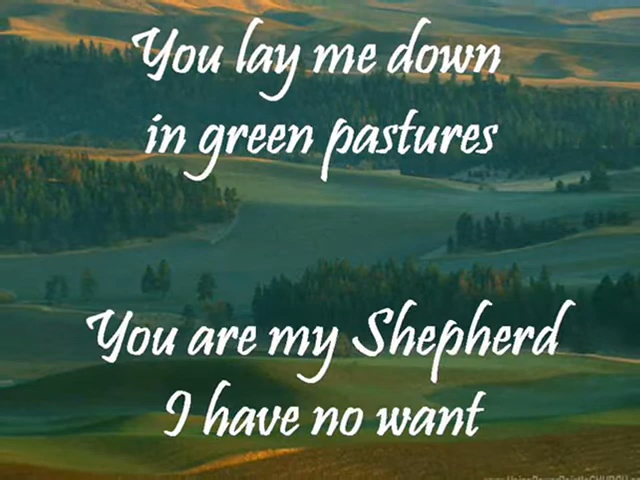 You lay me down
in green pastures
You are my Shepherd
I have no want